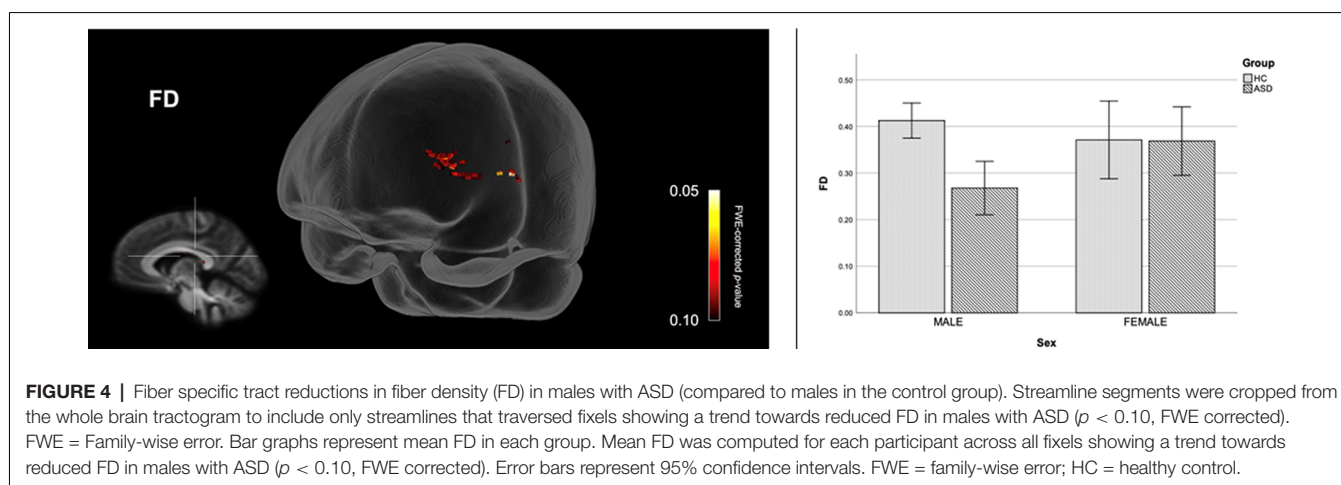 FD
0.05
FWE-corrected p-value
0.10
Group
HC
ASD
0.50
0.40
0.30
0.20
0.10
0.00
FD
MALE
FEMALE
Sex
FIGURE 4 | Fiber specific tract reductions in fiber density (FD) in males with ASD (compared to males in the control group). Streamline segments were cropped from
the whole brain tractogram to include only streamlines that traversed fixels showing a trend towards reduced FD in males with ASD (p < 0.10, FWE corrected).
FWE = Family-wise error. Bar graphs represent mean FD in each group. Mean FD was computed for each participant across all fixels showing a trend towards
reduced FD in males with ASD (p < 0.10, FWE corrected). Error bars represent 95% confidence intervals. FWE = family-wise error; HC = healthy control.